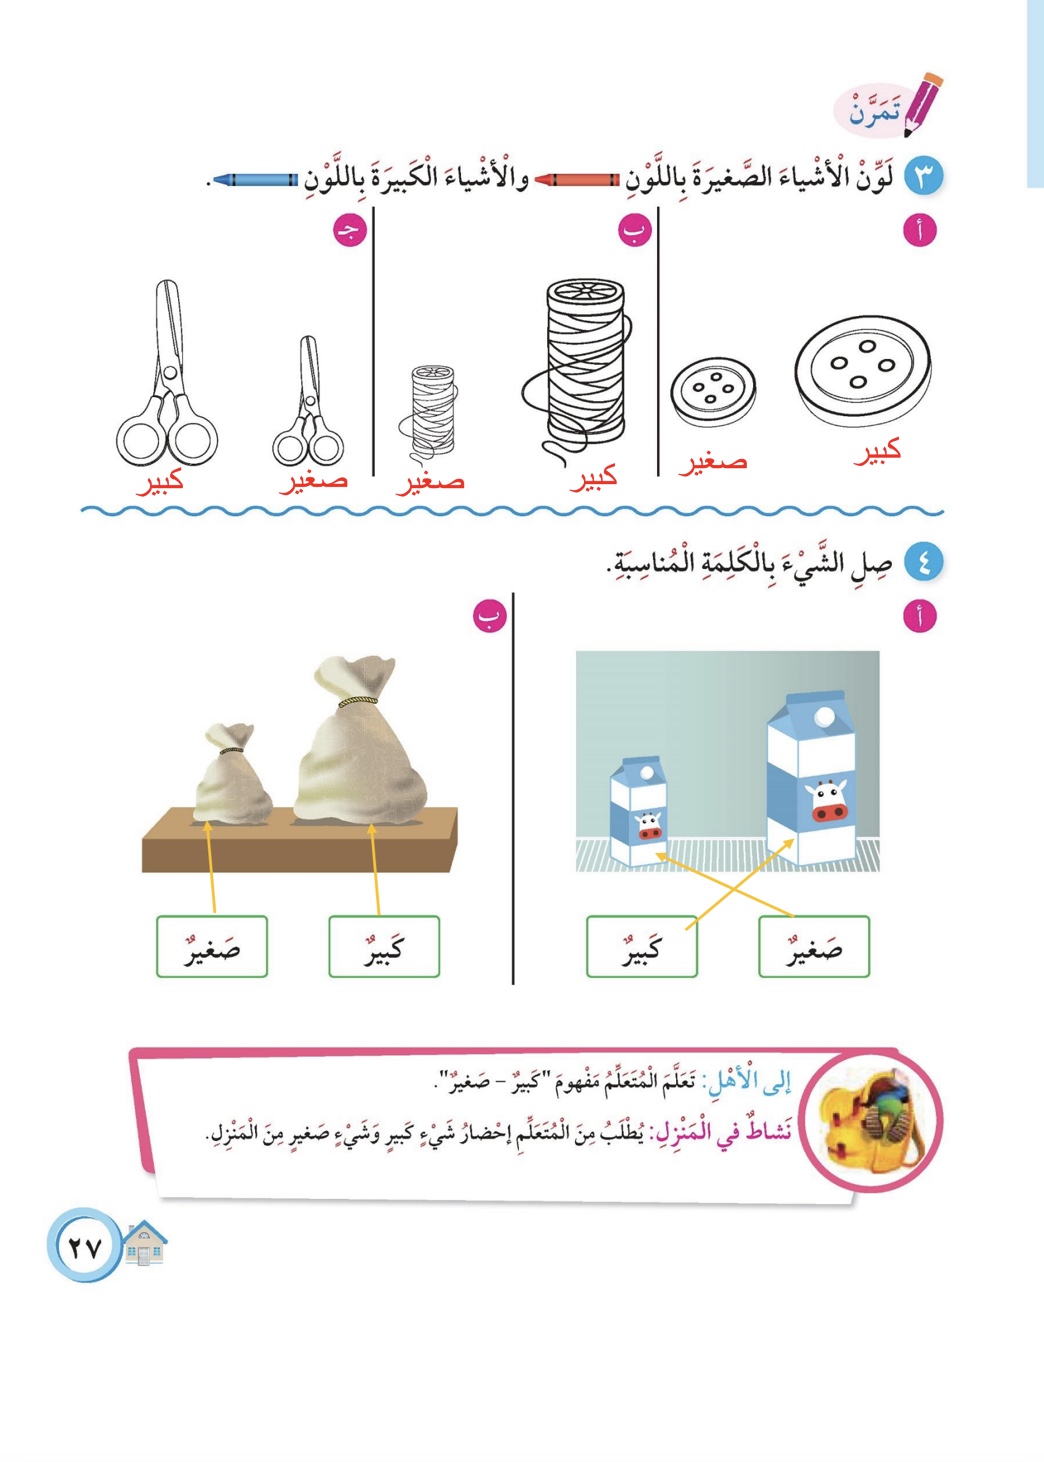 تَمَرَّنْ
٣ لَوِّنْ الْأَشْياءَ الصَّغيرَةَ بِاللَّوْنِ والْأَشْياءَ الْكَبيرَةَ بِاللَّوْنِ .
أ ب جـ
كبير صغير كبير صغير صغير كبير
٤ صِلِ الشَّيْءَ بِالْكَلِمَةِ الْمُناسِبَةِ.
أ ب
صَغيرٌ كَبيرٌ كَبيرٌ صَغيرٌ
إلى الْأَهْلِ: تَعَلَّمَ الْمُتَعَلِّمُ مَفْهومَ "كَبيرٌ - صَغيرٌ".
نَشاطٌ في الْمَنْزِلِ: يُطْلَبُ مِنَ الْمُتَعَلِّمِ إحْضارُ شَيْءٍ كَبيرٍ وَشَيْءٍ صَغيرٍ مِنَ الْمَنْزِلِ.
٢٧